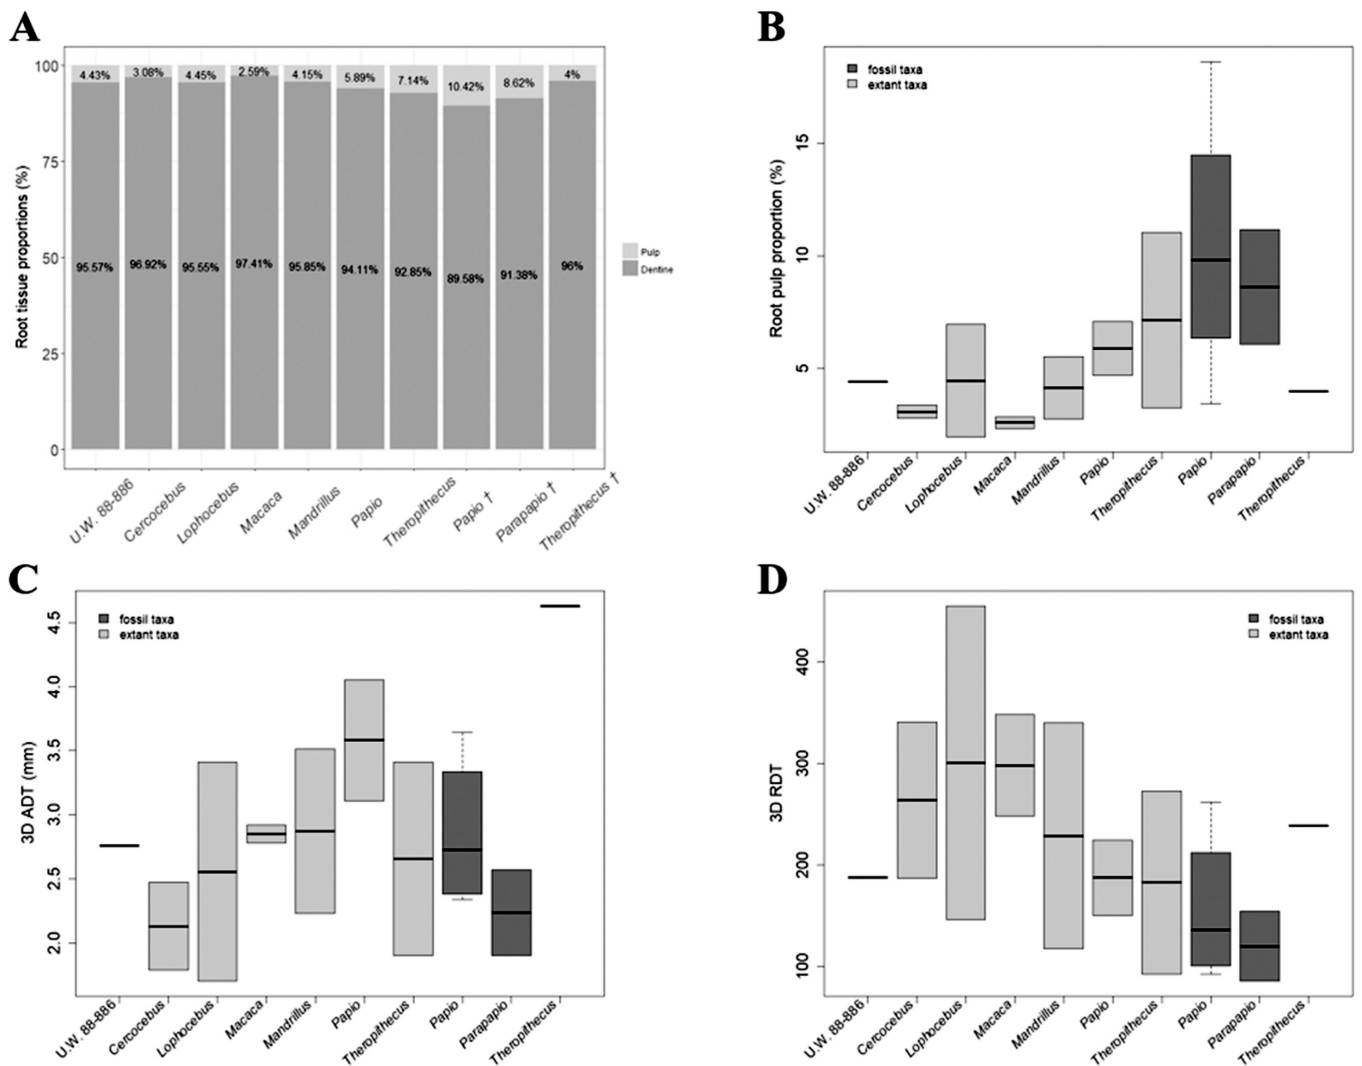 A
100
75
50
25
0
Root tissue proportions (%)
4.43%
3.08%
4.45%
2.59%
4.15%
5.89%
7.14%
10.42%
8.62%
4%
95.57%
96.92%
95.55%
97.41%
95.85%
94.11%
92.85%
89.58%
91.38%
96%
Pulp
Dentine
U.W. 88-886
Cercocebus
Lophocebus
Macaca
Mandrillus
Papio
Theropithecus
Papio †
Parapapio †
Theropithecus †
B
fossil taxa
extant taxa
Root pulp proportion (%)
15
10
5
U.W. 88-886
Cercocebus
Lophocebus
Macaca
Mandrillus
Papio
Theropithecus
Papio
Parapapio
Theropithecus
C
fossil taxa
extant taxa
3D ADT (mm)
4.5
4.0
3.5
3.0
2.5
2.0
U.W. 88-886
Cercocebus
Lophocebus
Macaca
Mandrillus
Papio
Theropithecus
Papio
Parapapio
Theropithecus
D
fossil taxa
extant taxa
3D RDT
400
300
200
100
U.W. 88-886
Cercocebus
Lophocebus
Macaca
Mandrillus
Papio
Theropithecus
Papio
Parapapio
Theropithecus